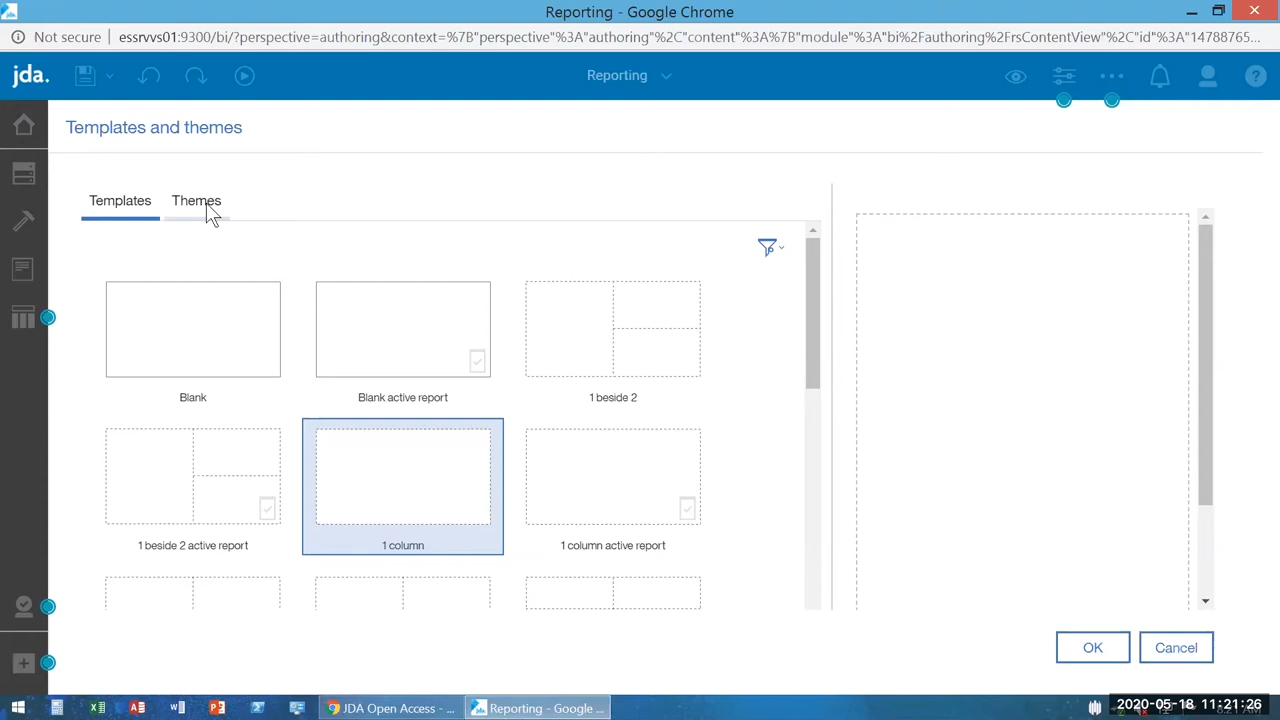 Reporting - Google Chrome
Not secure essrvvs01:9300/bi/?perspective=authoring&context=%7B"perspective"%3A"authoring"%2C"content"%3A%7B"module"%3A"bi%2Fauthoring%2FrsContentView"%2C"id"%3A"14788765...
jda.
Reporting
Templates and themes
Templates Themes
Blank Blank active report 1 beside 2
1 beside 2 active report 1 column 1 column active report
OK Cancel
JDA Open Access - ... Reporting - Google ... 2020-05-18 11:21:26